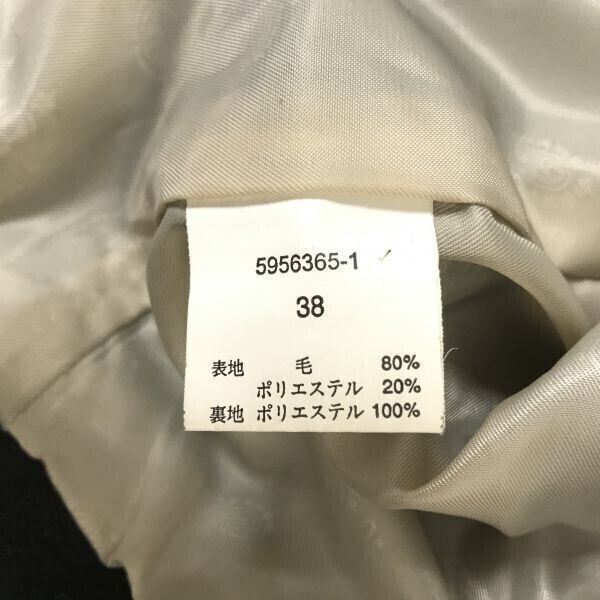 5956365-1
38
表地 毛 80%
ポリエステル 20%
裏地 ポリエステル 100%